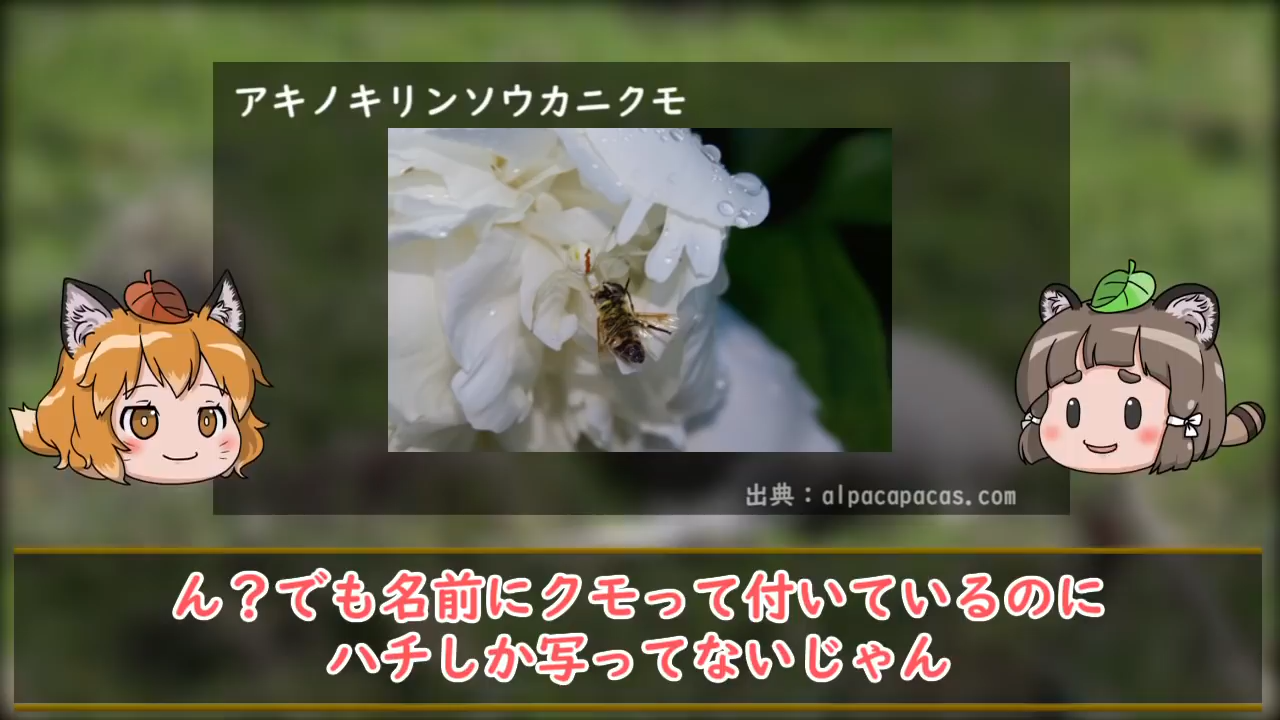 アキノキリンソウカニクモ
出典：alpacapacas.com
ん？でも名前にクモって付いているのに
ハチしか写ってないじゃん